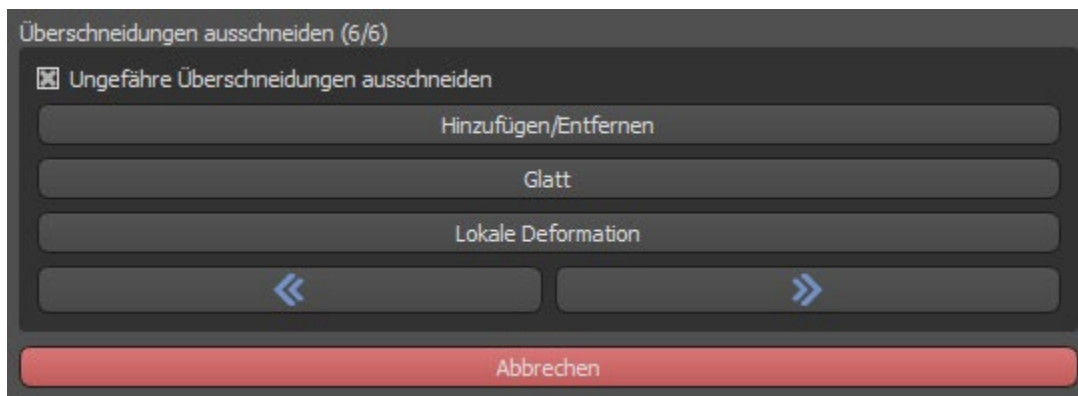 Überschneidungen ausschneiden (6/6)
Ungefähre Überschneidungen ausschneiden
Hinzufügen/Entfernen
Glatt
Lokale Deformation
Abbrechen